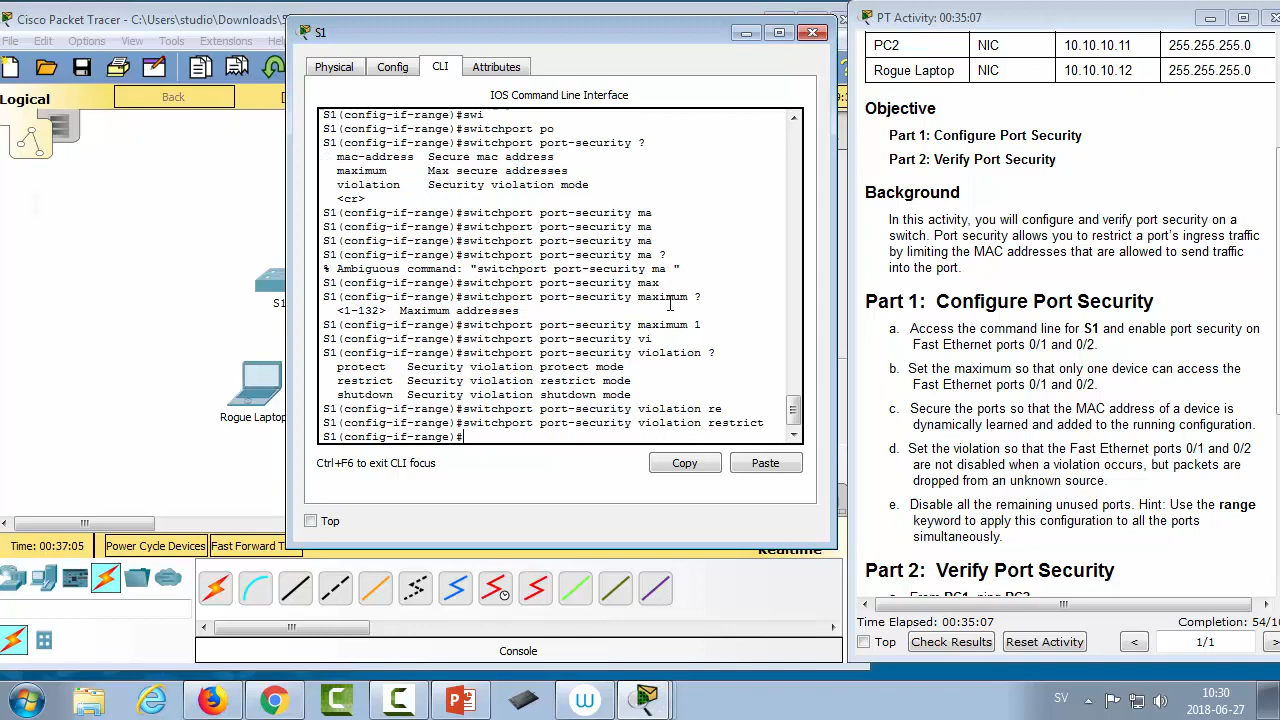 Cisco Packet Tracer - C:\Users\studio\Downloads\S
File Edit Options View Tools Extensions Help
Logical
Back
S1
Rogue Laptop
Time: 00:37:05
Power Cycle Devices
Fast Forward T
Realtime
S1
Physical
Config
CLI
Attributes
IOS Command Line Interface
S1(config-if-range)#swi
S1(config-if-range)#switchport po
S1(config-if-range)#switchport port-security ?
mac-address Secure mac address
maximum Max secure addresses
violation Security violation mode
<cr>
S1(config-if-range)#switchport port-security ma
S1(config-if-range)#switchport port-security ma
S1(config-if-range)#switchport port-security ma
S1(config-if-range)#switchport port-security ma ?
% Ambiguous command: "switchport port-security ma "
S1(config-if-range)#switchport port-security max
S1(config-if-range)#switchport port-security maximum ?
<1-132> Maximum addresses
S1(config-if-range)#switchport port-security maximum 1
S1(config-if-range)#switchport port-security vi
S1(config-if-range)#switchport port-security violation ?
protect Security violation protect mode
restrict Security violation restrict mode
shutdown Security violation shutdown mode
S1(config-if-range)#switchport port-security violation re
S1(config-if-range)#switchport port-security violation restrict
S1(config-if-range)#
Ctrl+F6 to exit CLI focus
Copy
Paste
Top
Console
PT Activity: 00:35:07
PC2 NIC 10.10.10.11 255.255.255.0
Rogue Laptop NIC 10.10.10.12 255.255.255.0
Objective
Part 1: Configure Port Security
Part 2: Verify Port Security
Background
In this activity, you will configure and verify port security on a
switch. Port security allows you to restrict a port's ingress traffic
by limiting the MAC addresses that are allowed to send traffic
into the port.
Part 1: Configure Port Security
a. Access the command line for S1 and enable port security on
Fast Ethernet ports 0/1 and 0/2.
b. Set the maximum so that only one device can access the
Fast Ethernet ports 0/1 and 0/2.
c. Secure the ports so that the MAC address of a device is
dynamically learned and added to the running configuration.
d. Set the violation so that the Fast Ethernet ports 0/1 and 0/2
are not disabled when a violation occurs, but packets are
dropped from an unknown source.
e. Disable all the remaining unused ports. Hint: Use the range
keyword to apply this configuration to all the ports
simultaneously.
Part 2: Verify Port Security
Time Elapsed: 00:35:07
Completion: 54/10
Top
Check Results
Reset Activity
<
1/1
>
SV
10:30
2018-06-27